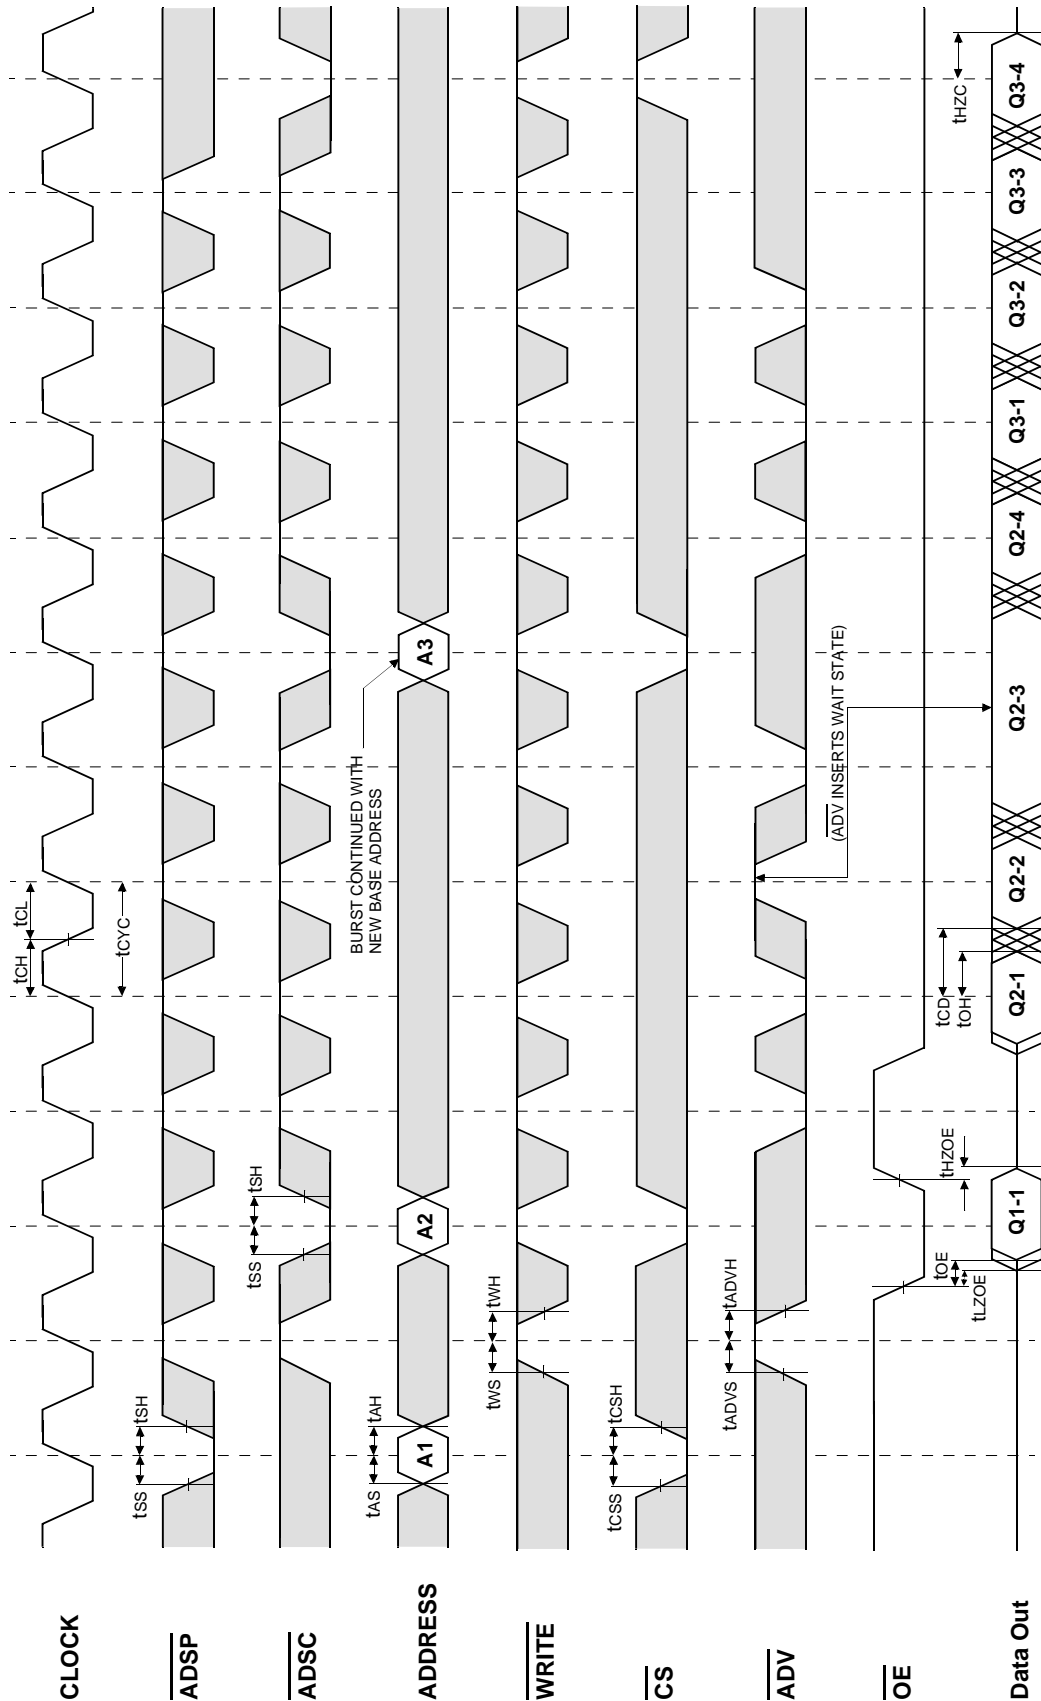 CLOCK
tCH
tCL
tCYC
ADSP
tSS
tSH
ADSC
tSS
tSH
BURST CONTINUED WITH
NEW BASE ADDRESS
ADDRESS
tAS
tAH
A1
A2
A3
WRITE
tWS
tWH
CS
tCSS
tCSH
ADV
tADVS
tADVH
(ADV INSERTS WAIT STATE)
OE
tLZOE
tOE
tHZOE
tCD
tOH
tHZC
Data Out
Q1-1
Q2-1
Q2-2
Q2-3
Q2-4
Q3-1
Q3-2
Q3-3
Q3-4